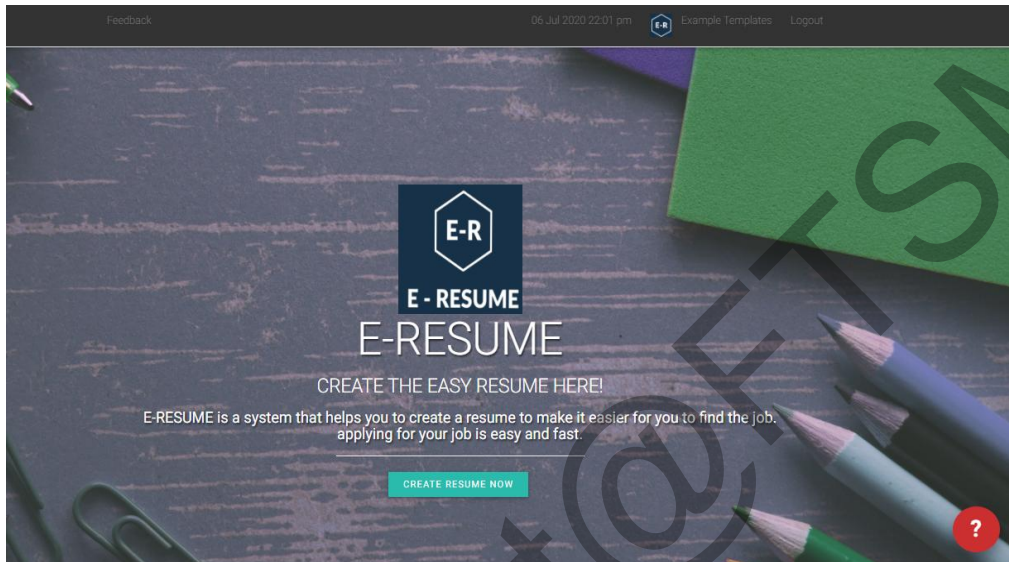 Feedback
06 Jul 2020 22:01 pm
E-R
Example Templates
Logout
E-R
E - RESUME
E-RESUME
CREATE THE EASY RESUME HERE!
E-RESUME is a system that helps you to create a resume to make it easier for you to find the job.
applying for your job is easy and fast.
CREATE RESUME NOW
?
t@FTSM